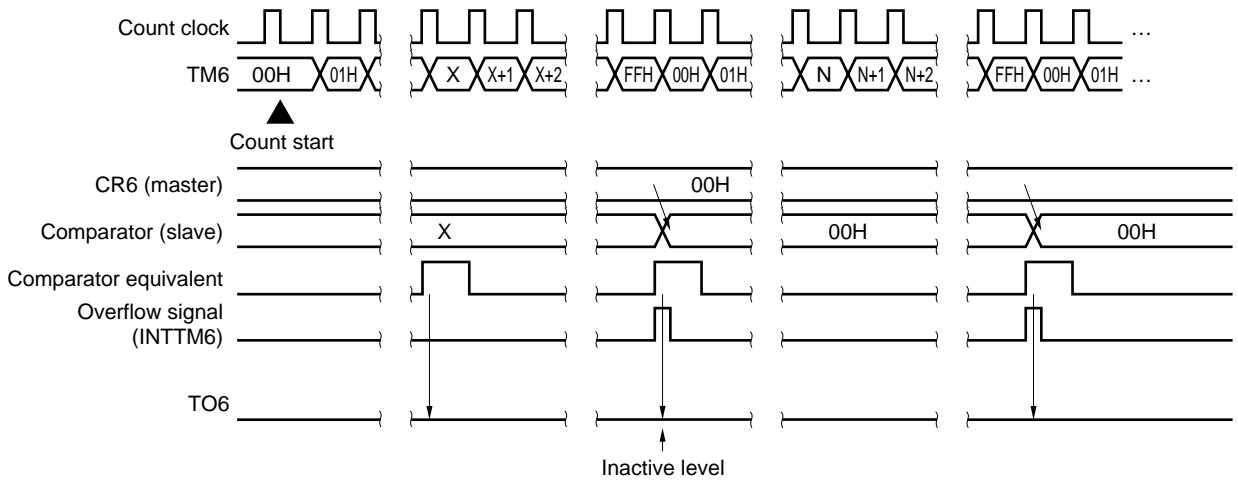 Count clock …
TM6 00H 01H X X+1 X+2 FFH 00H 01H N N+1 N+2 FFH 00H 01H …
Count start
CR6 (master) 00H
Comparator (slave) X 00H 00H
Comparator equivalent
Overflow signal
(INTTM6)
TO6
Inactive level